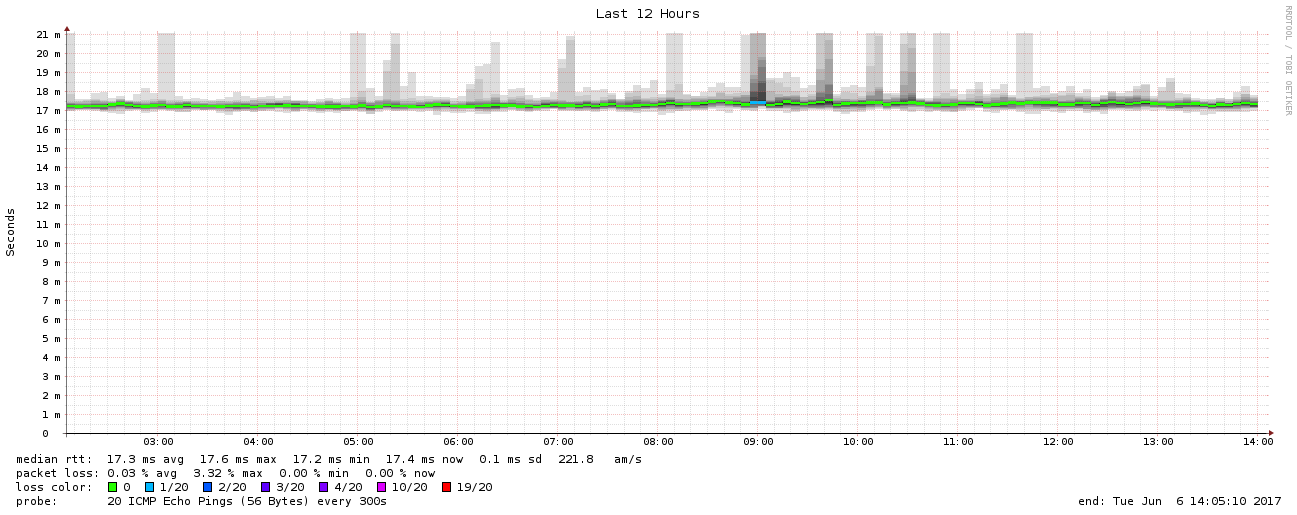 Last 12 Hours
RRDTOOL / TOBI OETIKER
Seconds
21 m
20 m
19 m
18 m
17 m
16 m
15 m
14 m
13 m
12 m
11 m
10 m
9 m
8 m
7 m
6 m
5 m
4 m
3 m
2 m
1 m
0
03:00 04:00 05:00 06:00 07:00 08:00 09:00 10:00 11:00 12:00 13:00 14:00
median rtt: 17.3 ms avg 17.6 ms max 17.2 ms min 17.4 ms now 0.1 ms sd 221.8 am/s
packet loss: 0.03 % avg 3.32 % max 0.00 % min 0.00 % now
loss color: 0 1/20 2/20 3/20 4/20 10/20 19/20
probe: 20 ICMP Echo Pings (56 Bytes) every 300s end: Tue Jun 6 14:05:10 2017